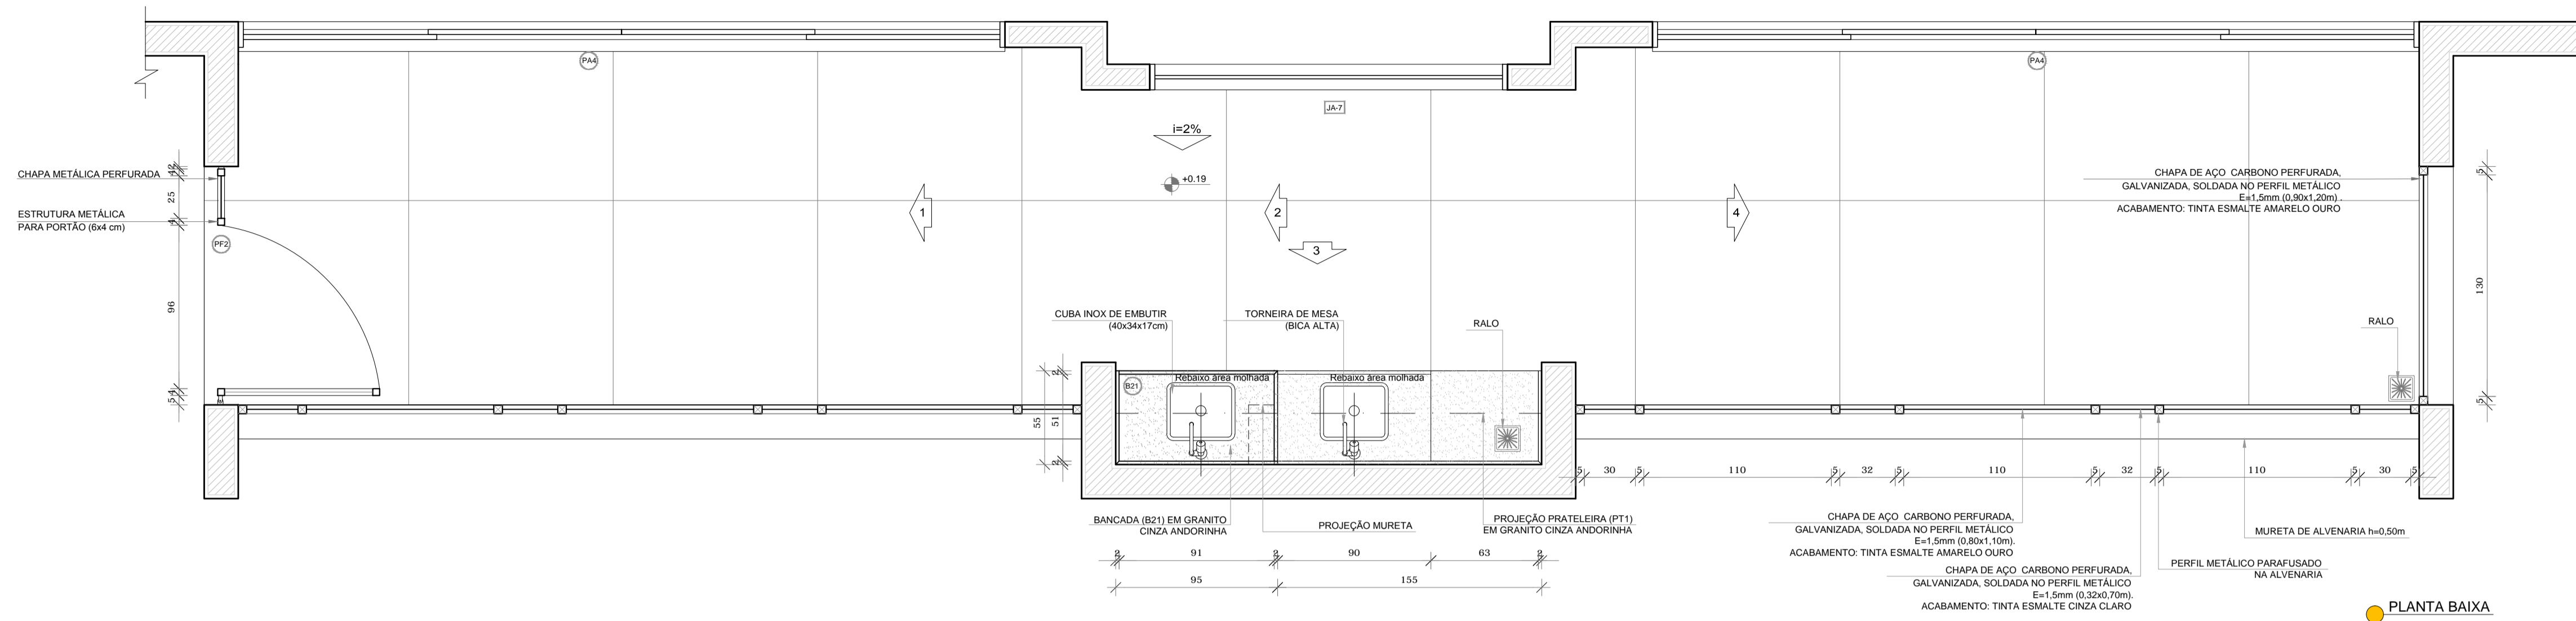 PA4
PA4
JA-7
i=2%
+0.19
CHAPA METÁLICA PERFURADA
ESTRUTURA METÁLICA
PARA PORTÃO (6x4 cm)
PF2
25
4
96
5
4
1
2
3
4
CHAPA DE AÇO CARBONO PERFURADA,
GALVANIZADA, SOLDADA NO PERFIL METÁLICO
E=1,5mm (0,90x1,20m) .
ACABAMENTO: TINTA ESMALTE AMARELO OURO
5
130
5
CUBA INOX DE EMBUTIR
(40x34x17cm)
TORNEIRA DE MESA
(BICA ALTA)
RALO
RALO
B21
Rebaixo área molhada
Rebaixo área molhada
55
2
51
2
5 30 5 110 5 32 5 110 5 32 5 110 5 30 5
BANCADA (B21) EM GRANITO
CINZA ANDORINHA
PROJEÇÃO MURETA
PROJEÇÃO PRATELEIRA (PT1)
EM GRANITO CINZA ANDORINHA
2 91 2 90 63 2
95 155
CHAPA DE AÇO CARBONO PERFURADA,
GALVANIZADA, SOLDADA NO PERFIL METÁLICO
E=1,5mm (0,80x1,10m).
ACABAMENTO: TINTA ESMALTE AMARELO OURO
CHAPA DE AÇO CARBONO PERFURADA,
GALVANIZADA, SOLDADA NO PERFIL METÁLICO
E=1,5mm (0,32x0,70m).
ACABAMENTO: TINTA ESMALTE CINZA CLARO
MURETA DE ALVENARIA h=0,50m
PERFIL METÁLICO PARAFUSADO
NA ALVENARIA
PLANTA BAIXA